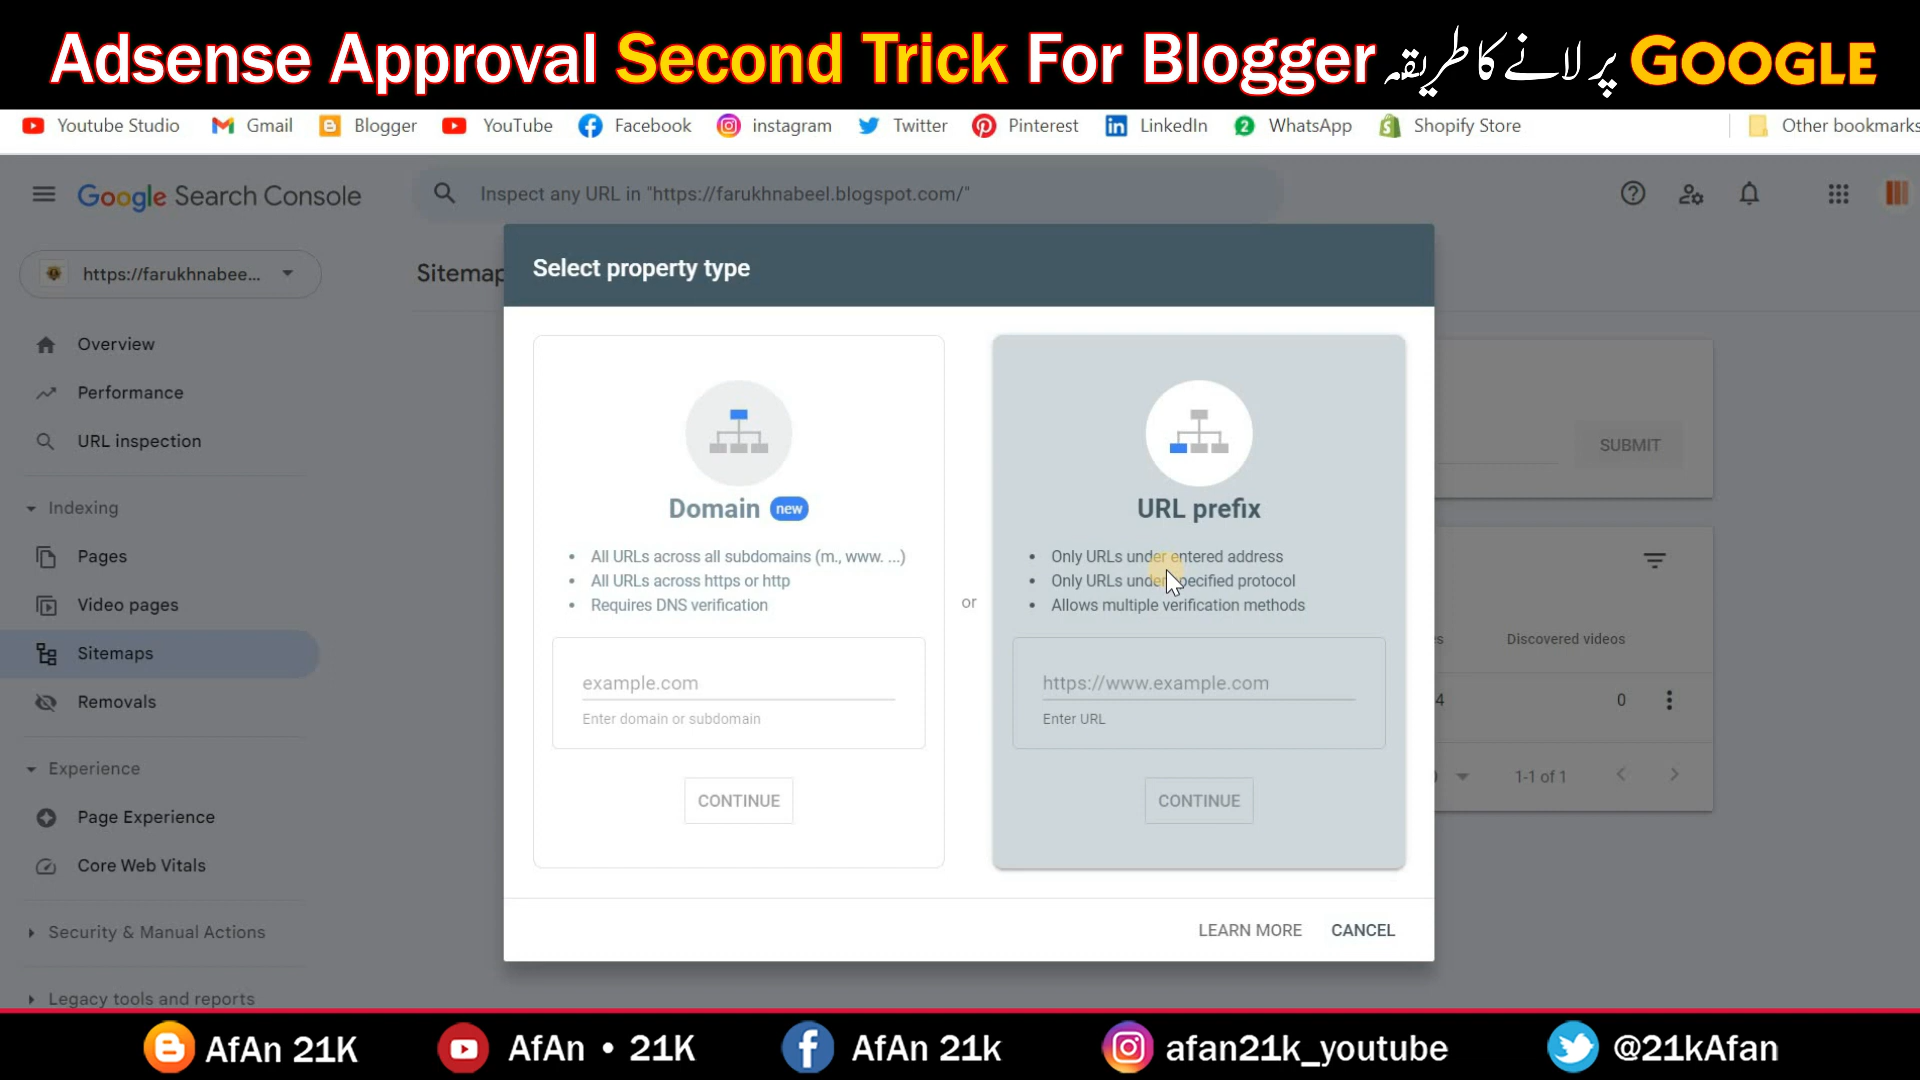 Adsense Approval Second Trick For Blogger پر لانے کا طریقہ GOOGLE
Youtube Studio Gmail Blogger YouTube Facebook instagram Twitter Pinterest LinkedIn WhatsApp Shopify Store Other bookmarks
Google Search Console
Inspect any URL in "https://farukhnabeel.blogspot.com/"
https://farukhnabee...
Overview
Performance
URL inspection
Indexing
Pages
Video pages
Sitemaps
Removals
Experience
Page Experience
Core Web Vitals
Security & Manual Actions
Legacy tools and reports
Sitemap
Select property type
Domain new
• All URLs across all subdomains (m., www. ...)
• All URLs across https or http
• Requires DNS verification
example.com
Enter domain or subdomain
CONTINUE
or
URL prefix
• Only URLs under entered address
• Only URLs under specified protocol
• Allows multiple verification methods
https://www.example.com
Enter URL
CONTINUE
LEARN MORE CANCEL
SUBMIT
s Discovered videos
4 0
1-1 of 1
AfAn 21K AfAn • 21K AfAn 21k afan21k_youtube @21kAfan